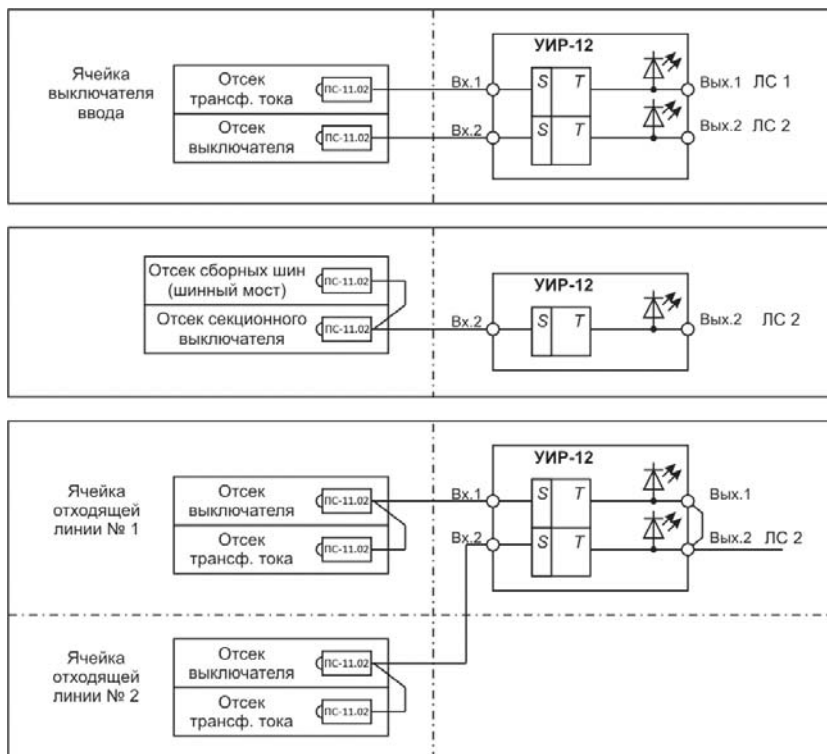 УИР-12
Ячейка
выключателя
ввода
Отсек
трансф. тока
ПС-11.02
Вх.1
S T
Вых.1 ЛС 1
Отсек
выключателя
ПС-11.02
Вх.2
S T
Вых.2 ЛС 2
УИР-12
Отсек сборных шин
(шинный мост)
ПС-11.02
Отсек секционного
выключателя
ПС-11.02
Вх.2
S T
Вых.2 ЛС 2
УИР-12
Ячейка
отходящей
линии № 1
Отсек
выключателя
ПС-11.02
Вх.1
S T
Вых.1
Отсек
трансф. тока
ПС-11.02
Вх.2
S T
Вых.2 ЛС 2
Ячейка
отходящей
линии № 2
Отсек
выключателя
ПС-11.02
Отсек
трансф. тока
ПС-11.02